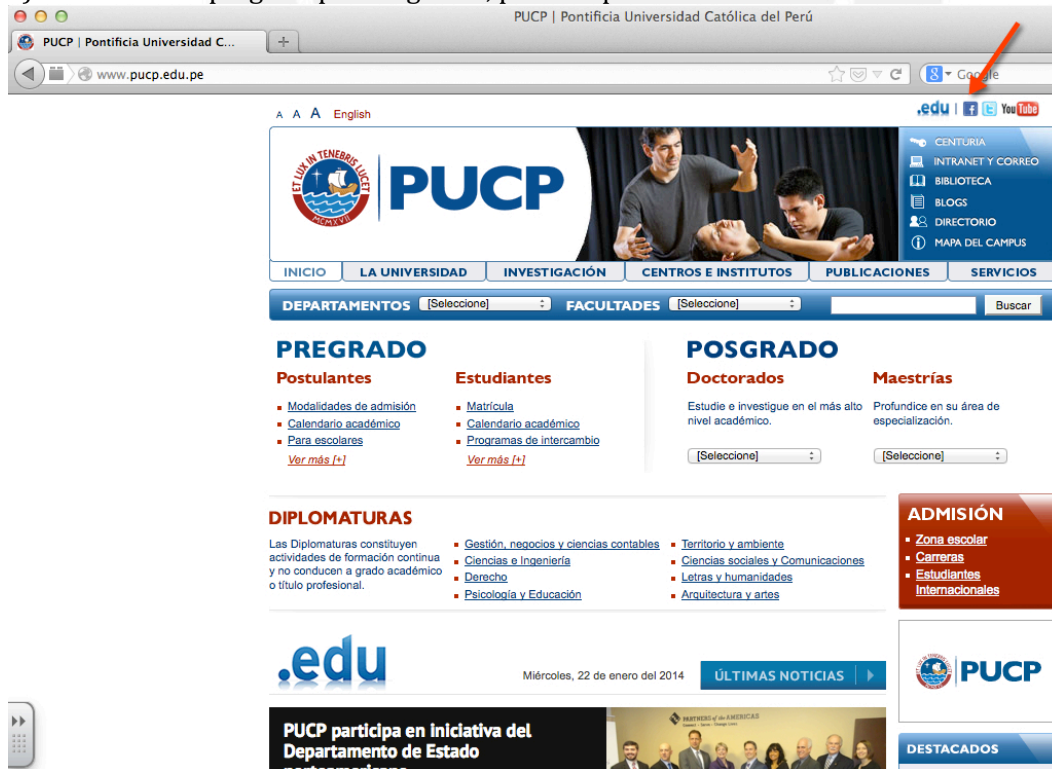 PUCP | Pontificia Universidad Católica del Perú
PUCP | Pontificia Universidad C...
www.pucp.edu.pe
Google
A A A English
.edu | f t YouTube
ET LUX IN TENEBRIS LUCET
MCMXVII
PUCP
CENTURIA
INTRANET Y CORREO
BIBLIOTECA
BLOGS
DIRECTORIO
MAPA DEL CAMPUS
INICIO LA UNIVERSIDAD INVESTIGACIÓN CENTROS E INSTITUTOS PUBLICACIONES SERVICIOS
DEPARTAMENTOS [Seleccione] FACULTADES [Seleccione] Buscar
PREGRADO
Postulantes
Modalidades de admisión
Calendario académico
Para escolares
Ver más [+]
Estudiantes
Matrícula
Calendario académico
Programas de intercambio
Ver más [+]
POSGRADO
Doctorados
Estudie e investigue en el más alto
nivel académico.
[Seleccione]
Maestrías
Profundice en su área de
especialización.
[Seleccione]
DIPLOMATURAS
Las Diplomaturas constituyen
actividades de formación continua
y no conducen a grado académico
o título profesional.
Gestión, negocios y ciencias contables
Ciencias e Ingeniería
Derecho
Psicología y Educación
Territorio y ambiente
Ciencias sociales y Comunicaciones
Letras y humanidades
Arquitectura y artes
ADMISIÓN
Zona escolar
Carreras
Estudiantes
Internacionales
.edu
Miércoles, 22 de enero del 2014
ÚLTIMAS NOTICIAS
PUCP
PUCP participa en iniciativa del
Departamento de Estado
PARTNERS of the AMERICAS
DESTACADOS